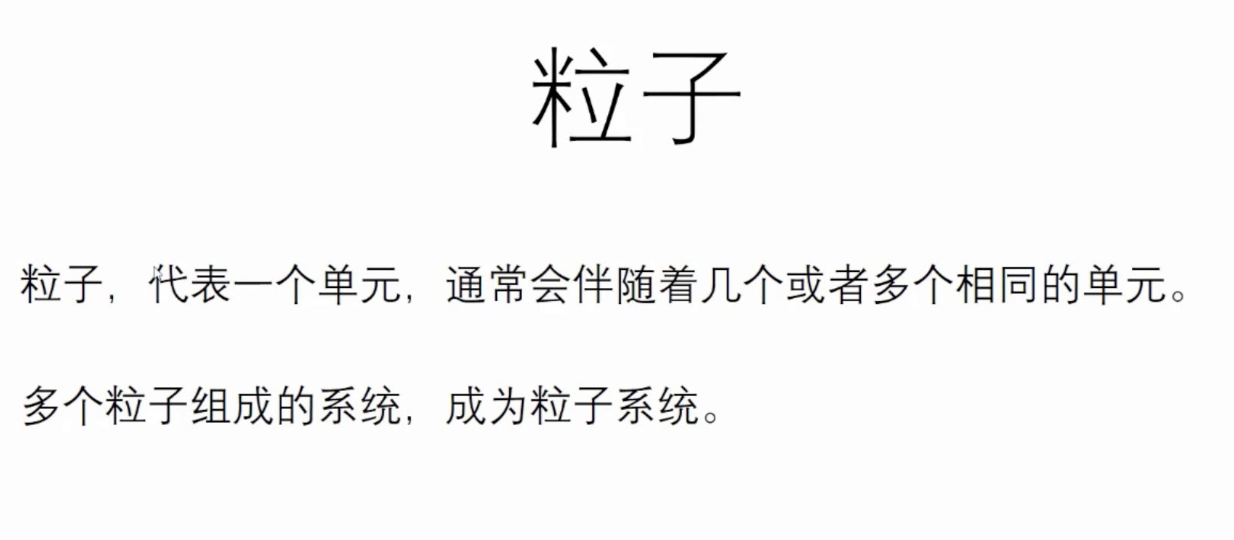 粒子
粒子，代表一个单元，通常会伴随着几个或者多个相同的单元。
多个粒子组成的系统，成为粒子系统。